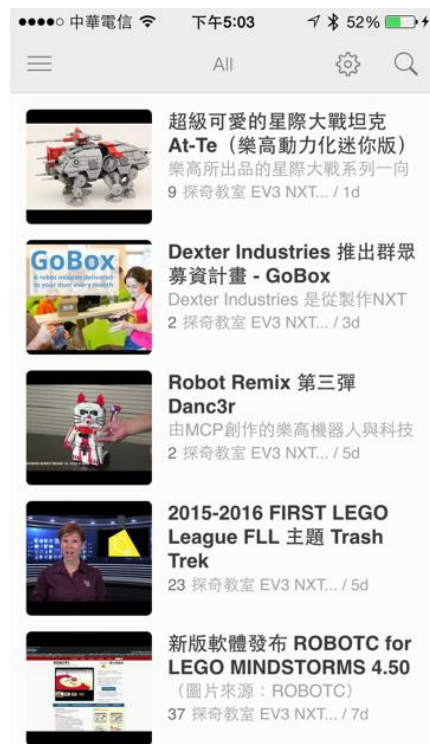 中華電信 下午5:03 52%
All
超級可愛的星際大戰坦克
At-Te（樂高動力化迷你版）
樂高所出品的星際大戰系列一向
9 探奇教室 EV3 NXT... / 1d
GoBox
A robot mission delivered
to your door every month
Dexter Industries 推出群眾
募資計畫 - GoBox
Dexter Industries 是從製作NXT
2 探奇教室 EV3 NXT... / 3d
Robot Remix 第三彈
Danc3r
由MCP創作的樂高機器人與科技
2 探奇教室 EV3 NXT... / 5d
2015-2016 FIRST LEGO
League FLL 主題 Trash
Trek
23 探奇教室 EV3 NXT... / 5d
新版軟體發布 ROBOTC for
LEGO MINDSTORMS 4.50
（圖片來源：ROBOTC）
37 探奇教室 EV3 NXT... / 7d